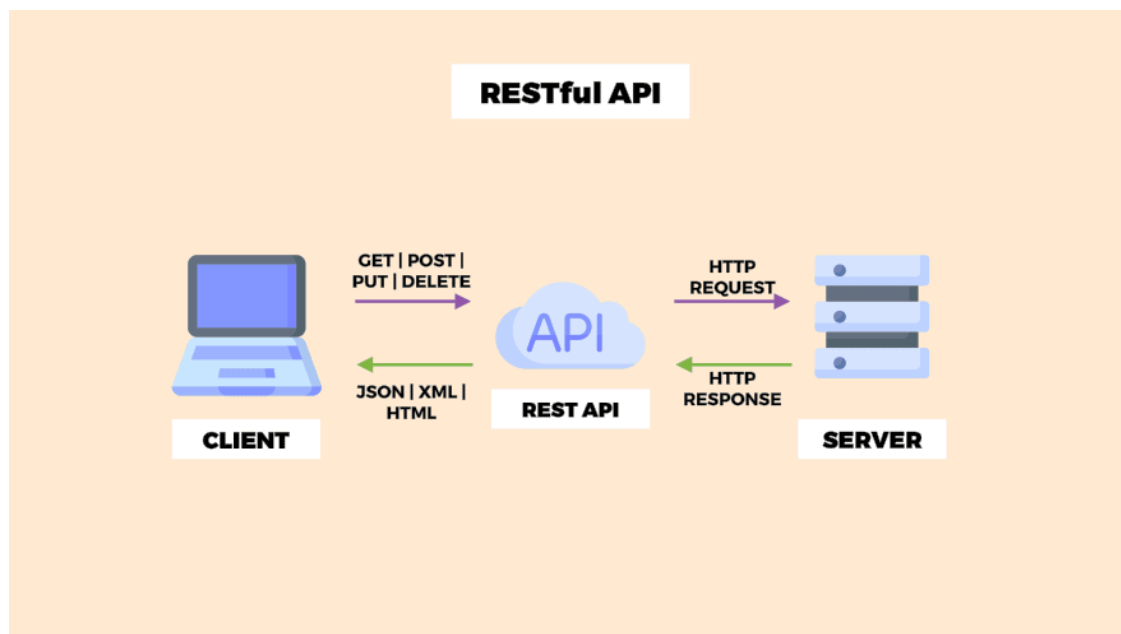 RESTful API
GET | POST |
PUT | DELETE
HTTP
REQUEST
API
JSON | XML |
HTML
HTTP
RESPONSE
REST API
CLIENT
SERVER